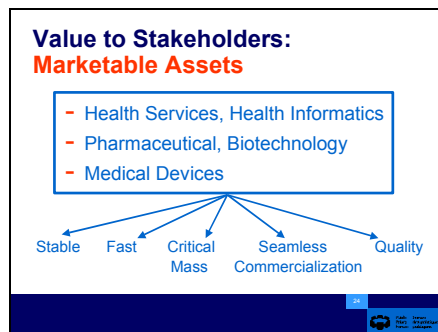 Value to Stakeholders:
Marketable Assets
- Health Services, Health Informatics
- Pharmaceutical, Biotechnology
- Medical Devices
Stable Fast Critical Mass Seamless Commercialization Quality
24